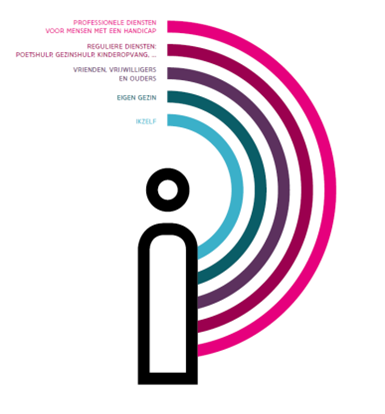 PROFESSIONELE DIENSTEN
VOOR MENSEN MET EEN HANDICAP
REGULIERE DIENSTEN:
POETSHULP, GEZINSHULP, KINDEROPVANG, ...
VRIENDEN, VRIJWILLIGERS
EN OUDERS
EIGEN GEZIN
IKZELF